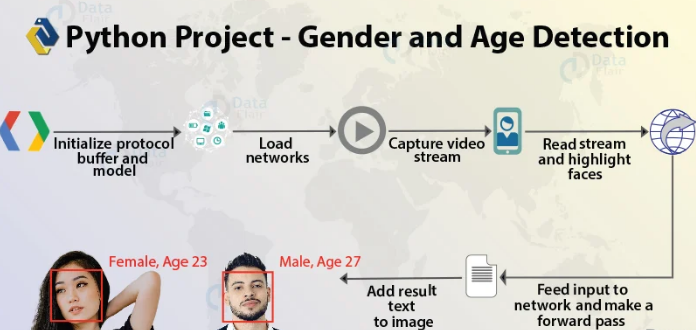 Python Project - Gender and Age Detection
Data
Flair
Data
Flair
Initialize protocol
buffer and
model
Load
networks
Capture video
stream
Read stream
and highlight
faces
Female, Age 23
Male, Age 27
Add result
text
to image
Feed input to
network and make a
forward pass